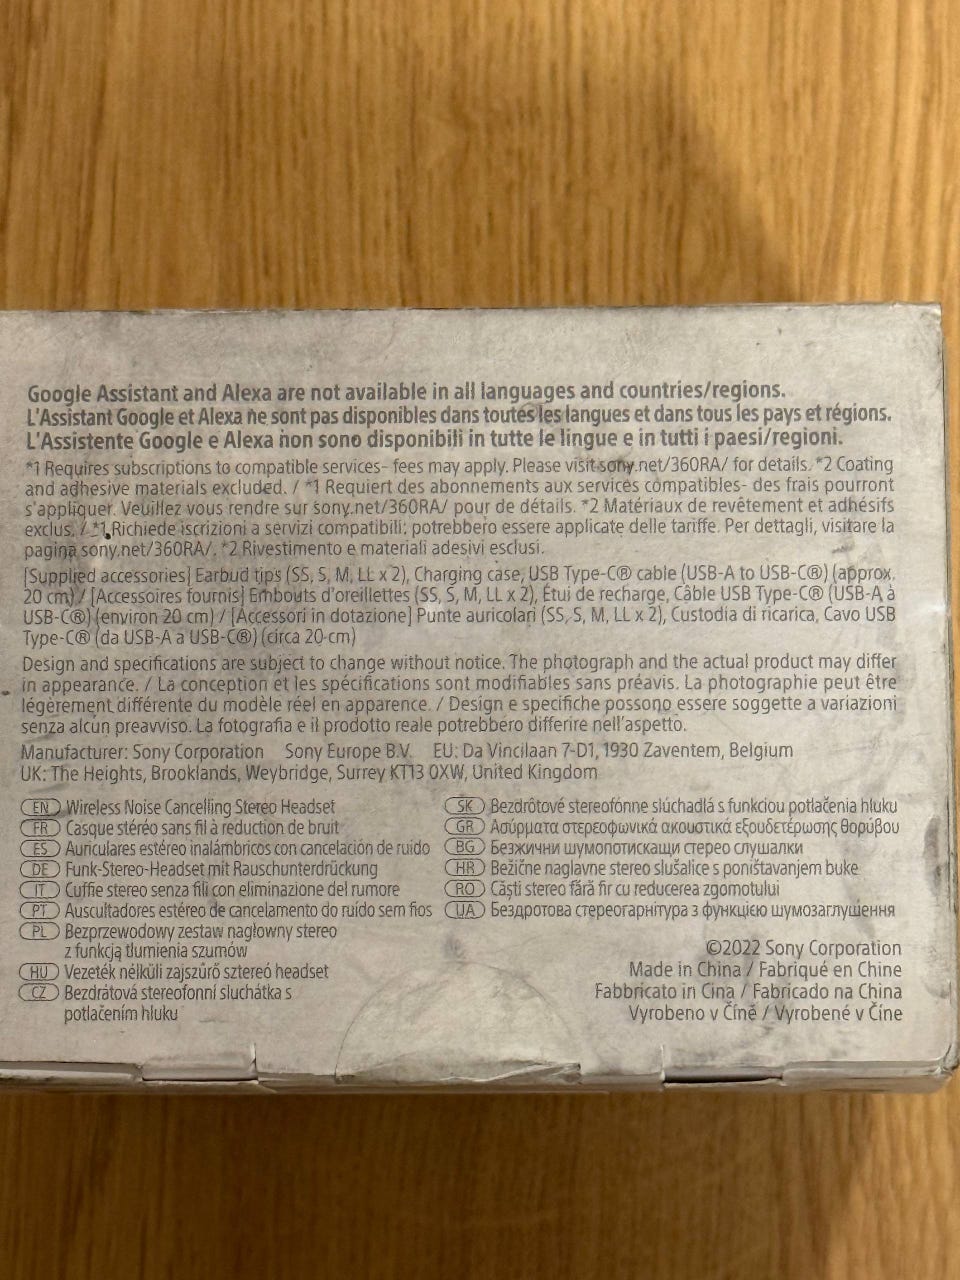 Google Assistant and Alexa are not available in all languages and countries/regions.
L'Assistant Google et Alexa ne sont pas disponibles dans toutes les langues et dans tous les pays et régions.
L'Assistente Google e Alexa non sono disponibili in tutte le lingue e in tutti i paesi/regioni.
*1 Requires subscriptions to compatible services- fees may apply. Please visit sony.net/360RA/ for details. *2 Coating
and adhesive materials excluded. / *1 Requiert des abonnements aux services compatibles- des frais pourront
s'appliquer. Veuillez vous rendre sur sony.net/360RA/ pour de détails. *2 Matériaux de revêtement et adhésifs
exclus. / *1 Richiede iscrizioni a servizi compatibili; potrebbero essere applicate delle tariffe. Per dettagli, visitare la
pagina sony.net/360RA/. *2 Rivestimento e materiali adesivi esclusi.
[Supplied accessories] Earbud tips (SS, S, M, LL x 2), Charging case, USB Type-C® cable (USB-A to USB-C®) (approx.
20 cm) / [Accessoires fournis] Embouts d'oreillettes (SS, S, M, LL x 2), Étui de recharge, Câble USB Type-C® (USB-A à
USB-C®) (environ 20 cm) / [Accessori in dotazione] Punte auricolari (SS, S, M, LL x 2), Custodia di ricarica, Cavo USB
Type-C® (da USB-A a USB-C®) (circa 20 cm)
Design and specifications are subject to change without notice. The photograph and the actual product may differ
in appearance. / La conception et les spécifications sont modifiables sans préavis. La photographie peut être
légèrement différente du modèle réel en apparence. / Design e specifiche possono essere soggette a variazioni
senza alcun preavviso. La fotografia e il prodotto reale potrebbero differire nell'aspetto.
Manufacturer: Sony Corporation Sony Europe B.V. EU: Da Vincilaan 7-D1, 1930 Zaventem, Belgium
UK: The Heights, Brooklands, Weybridge, Surrey KT13 0XW, United Kingdom
EN Wireless Noise Cancelling Stereo Headset
FR Casque stéréo sans fil à réduction de bruit
ES Auriculares estéreo inalámbricos con cancelación de ruido
DE Funk-Stereo-Headset mit Rauschunterdrückung
IT Cuffie stereo senza fili con eliminazione del rumore
PT Auscultadores estéreo de cancelamento do ruído sem fios
PL Bezprzewodowy zestaw nagłowny stereo
z funkcją tłumienia szumów
HU Vezeték nélküli zajszűrő sztereó headset
CZ Bezdrátová stereofonní sluchátka s
potlačením hluku
SK Bezdrôtové stereofónne slúchadlá s funkciou potlačenia hluku
GR Ασύρματα στερεοφωνικά ακουστικά εξουδετέρωσης θορύβου
BG Безжични шумопотискащи стерео слушалки
HR Bežične naglavne stereo slušalice s poništavanjem buke
RO Căști stereo fără fir cu reducerea zgomotului
UA Бездротова стереогарнітура з функцією шумозаглушення
©2022 Sony Corporation
Made in China / Fabriqué en Chine
Fabbricato in Cina / Fabricado na China
Vyrobeno v Číně / Vyrobené v Číne